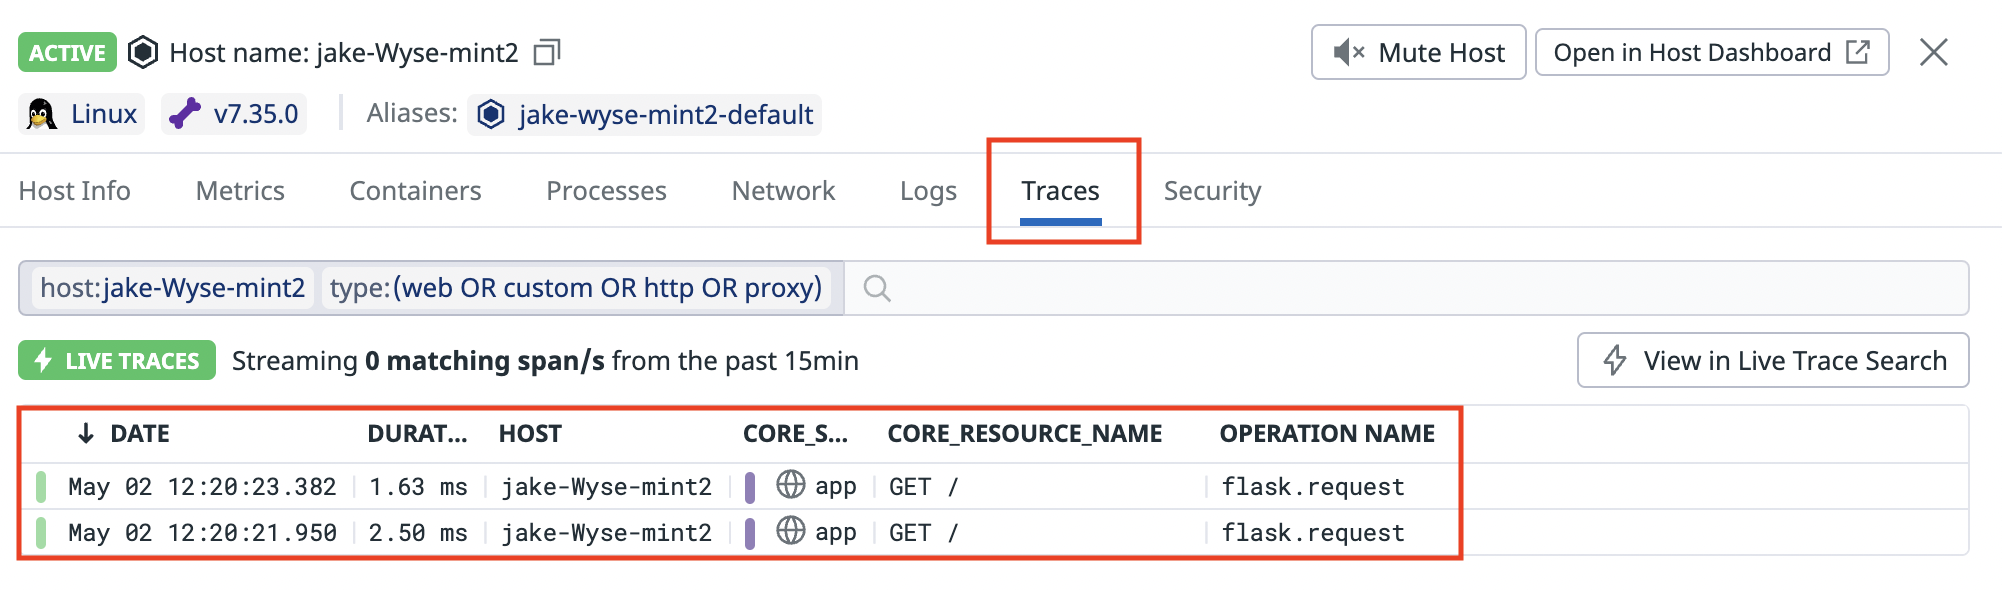 ACTIVE Host name: jake-Wyse-mint2 Mute Host Open in Host Dashboard
Linux v7.35.0 Aliases: jake-wyse-mint2-default
Host Info Metrics Containers Processes Network Logs Traces Security
host:jake-Wyse-mint2 type:(web OR custom OR http OR proxy)
LIVE TRACES Streaming 0 matching span/s from the past 15min View in Live Trace Search
↓ DATE DURAT... HOST CORE_S... CORE_RESOURCE_NAME OPERATION NAME
May 02 12:20:23.382 1.63 ms jake-Wyse-mint2 app GET / flask.request
May 02 12:20:21.950 2.50 ms jake-Wyse-mint2 app GET / flask.request